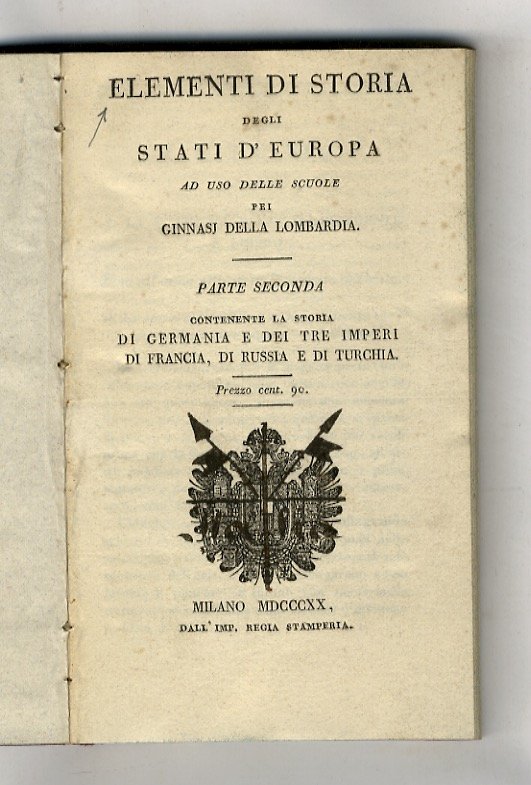 ELEMENTI DI STORIA
DEGLI
STATI D' EUROPA
AD USO DELLE SCUOLE
PEI
GINNASJ DELLA LOMBARDIA.
PARTE SECONDA
CONTENENTE LA STORIA
DI GERMANIA E DEI TRE IMPERI
DI FRANCIA, DI RUSSIA E DI TURCHIA.
Prezzo cent. 90.
MILANO MDCCCXX,
DALL' IMP. REGIA STAMPERIA.